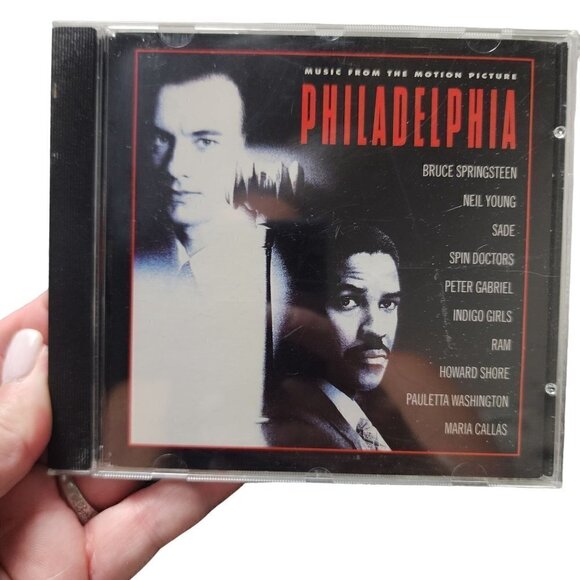 MUSIC FROM THE MOTION PICTURE
PHILADELPHIA
BRUCE SPRINGSTEEN
NEIL YOUNG
SADE
SPIN DOCTORS
PETER GABRIEL
INDIGO GIRLS
RAM
HOWARD SHORE
PAULETTA WASHINGTON
MARIA CALLAS